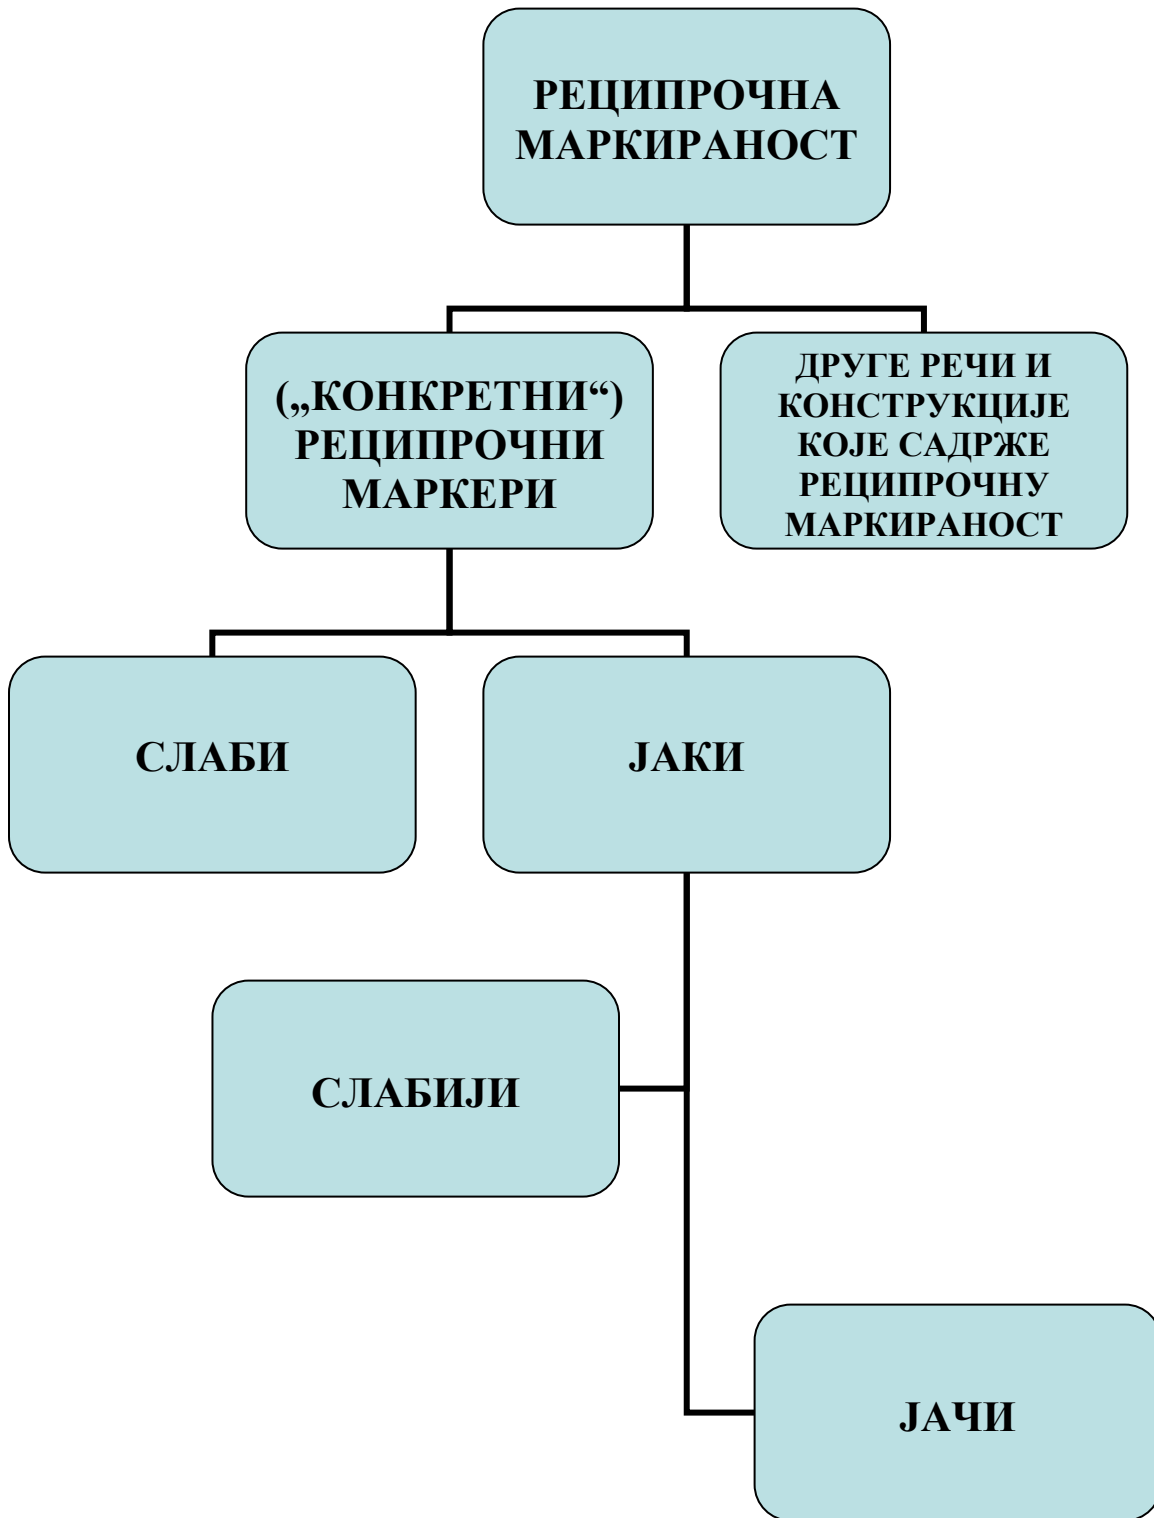 РЕЦИПРОЧНА
МАРКИРАНОСТ
(„КОНКРЕТНИ“)
РЕЦИПРОЧНИ
МАРКЕРИ
ДРУГЕ РЕЧИ И
КОНСТРУКЦИЈЕ
КОЈЕ САДРЖЕ
РЕЦИПРОЧНУ
МАРКИРАНОСТ
СЛАБИ
ЈАКИ
СЛАБИЈИ
ЈАЧИ